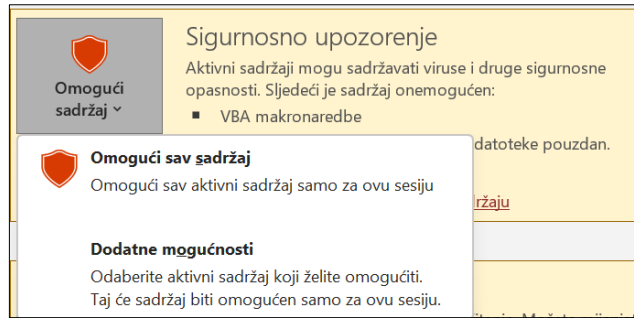 Sigurnosno upozorenje
Aktivni sadržaji mogu sadržavati viruse i druge sigurnosne
opasnosti. Sljedeći je sadržaj onemogućen:
▪ VBA makronaredbe
datoteke pouzdan.
Omogući
sadržaj
Omogući sav sadržaj
Omogući sav aktivni sadržaj samo za ovu sesiju
Dodatne mogućnosti
Odaberite aktivni sadržaj koji želite omogućiti.
Taj će sadržaj biti omogućen samo za ovu sesiju.